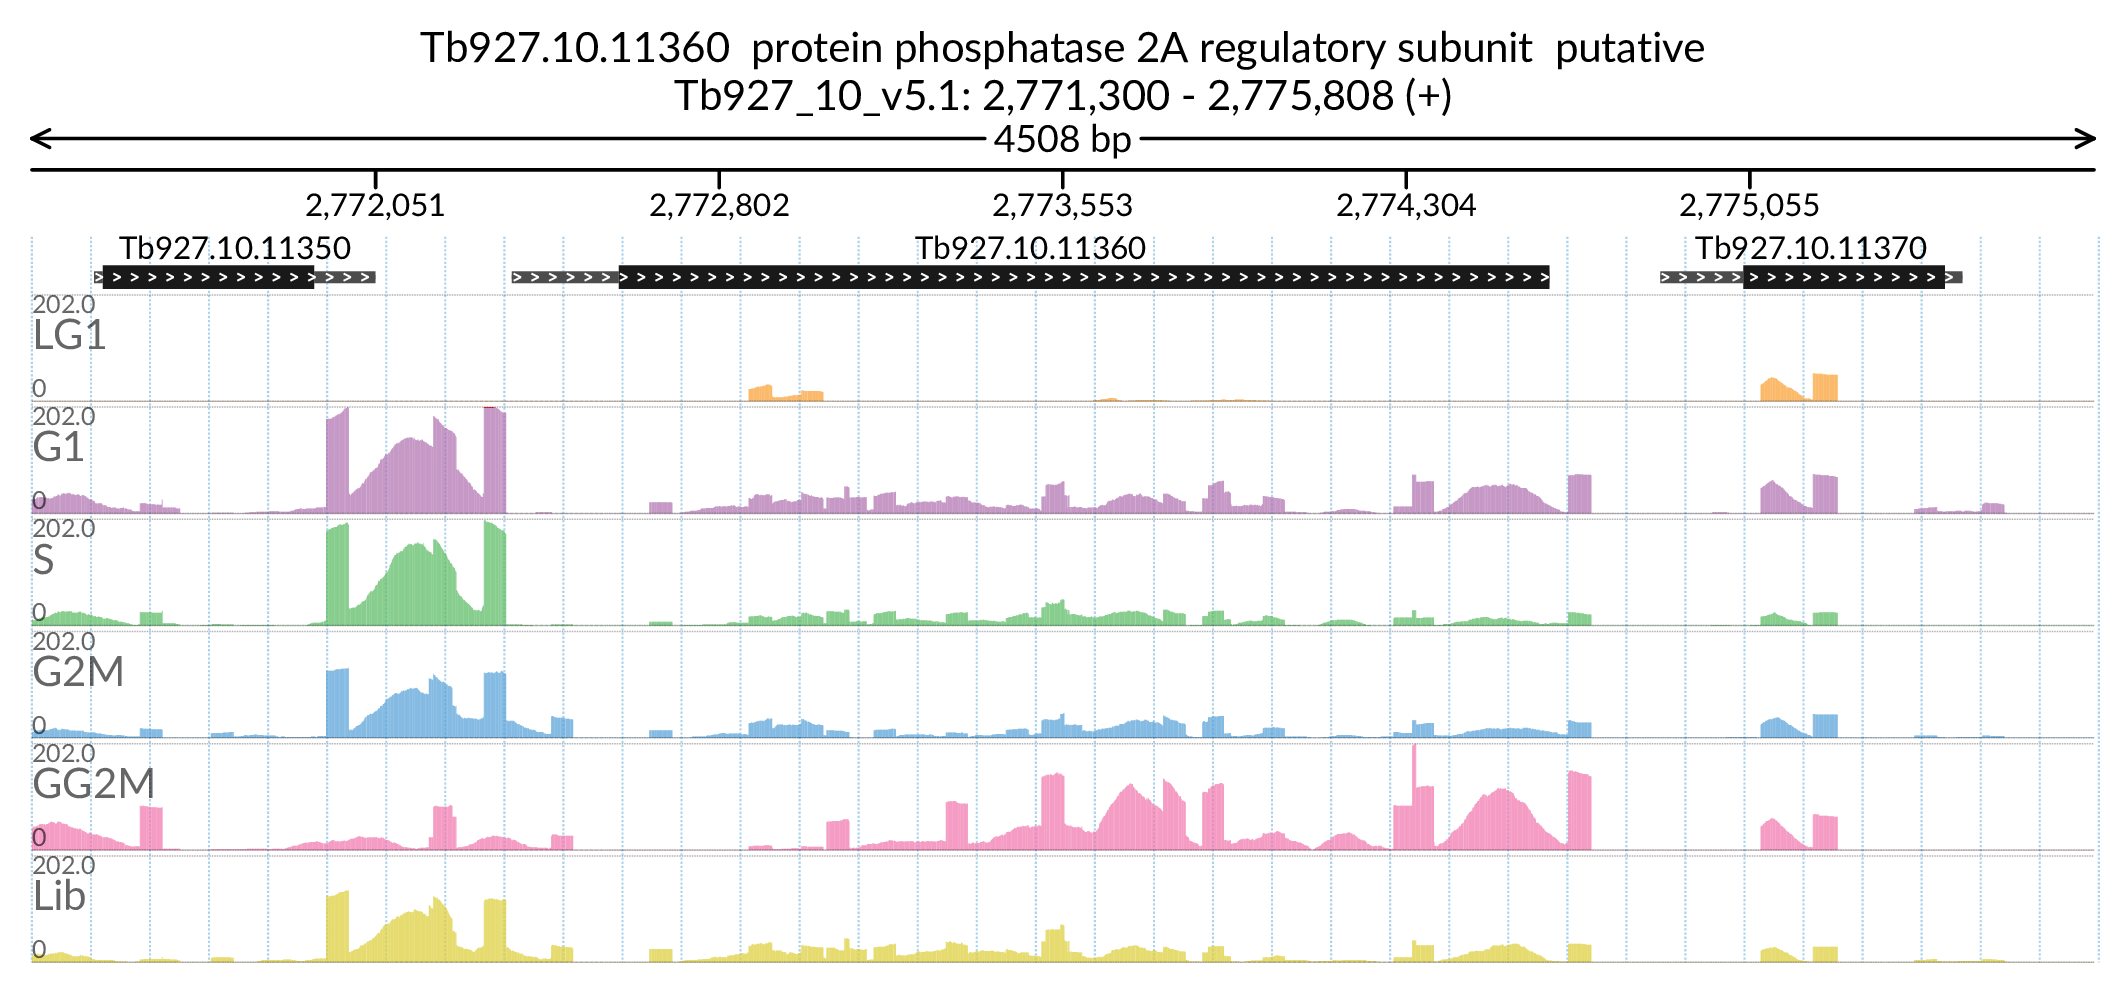 Tb927.10.11360  protein phosphatase 2A regulatory subunit  putative
Tb927_10_v5.1: 2,771,300 - 2,775,808 (+)
4508 bp
2,772,051 2,772,802 2,773,553 2,774,304 2,775,055
Tb927.10.11350 Tb927.10.11360 Tb927.10.11370
202.0
LG1
0
202.0
G1
0
202.0
S
0
202.0
G2M
0
202.0
GG2M
0
202.0
Lib
0